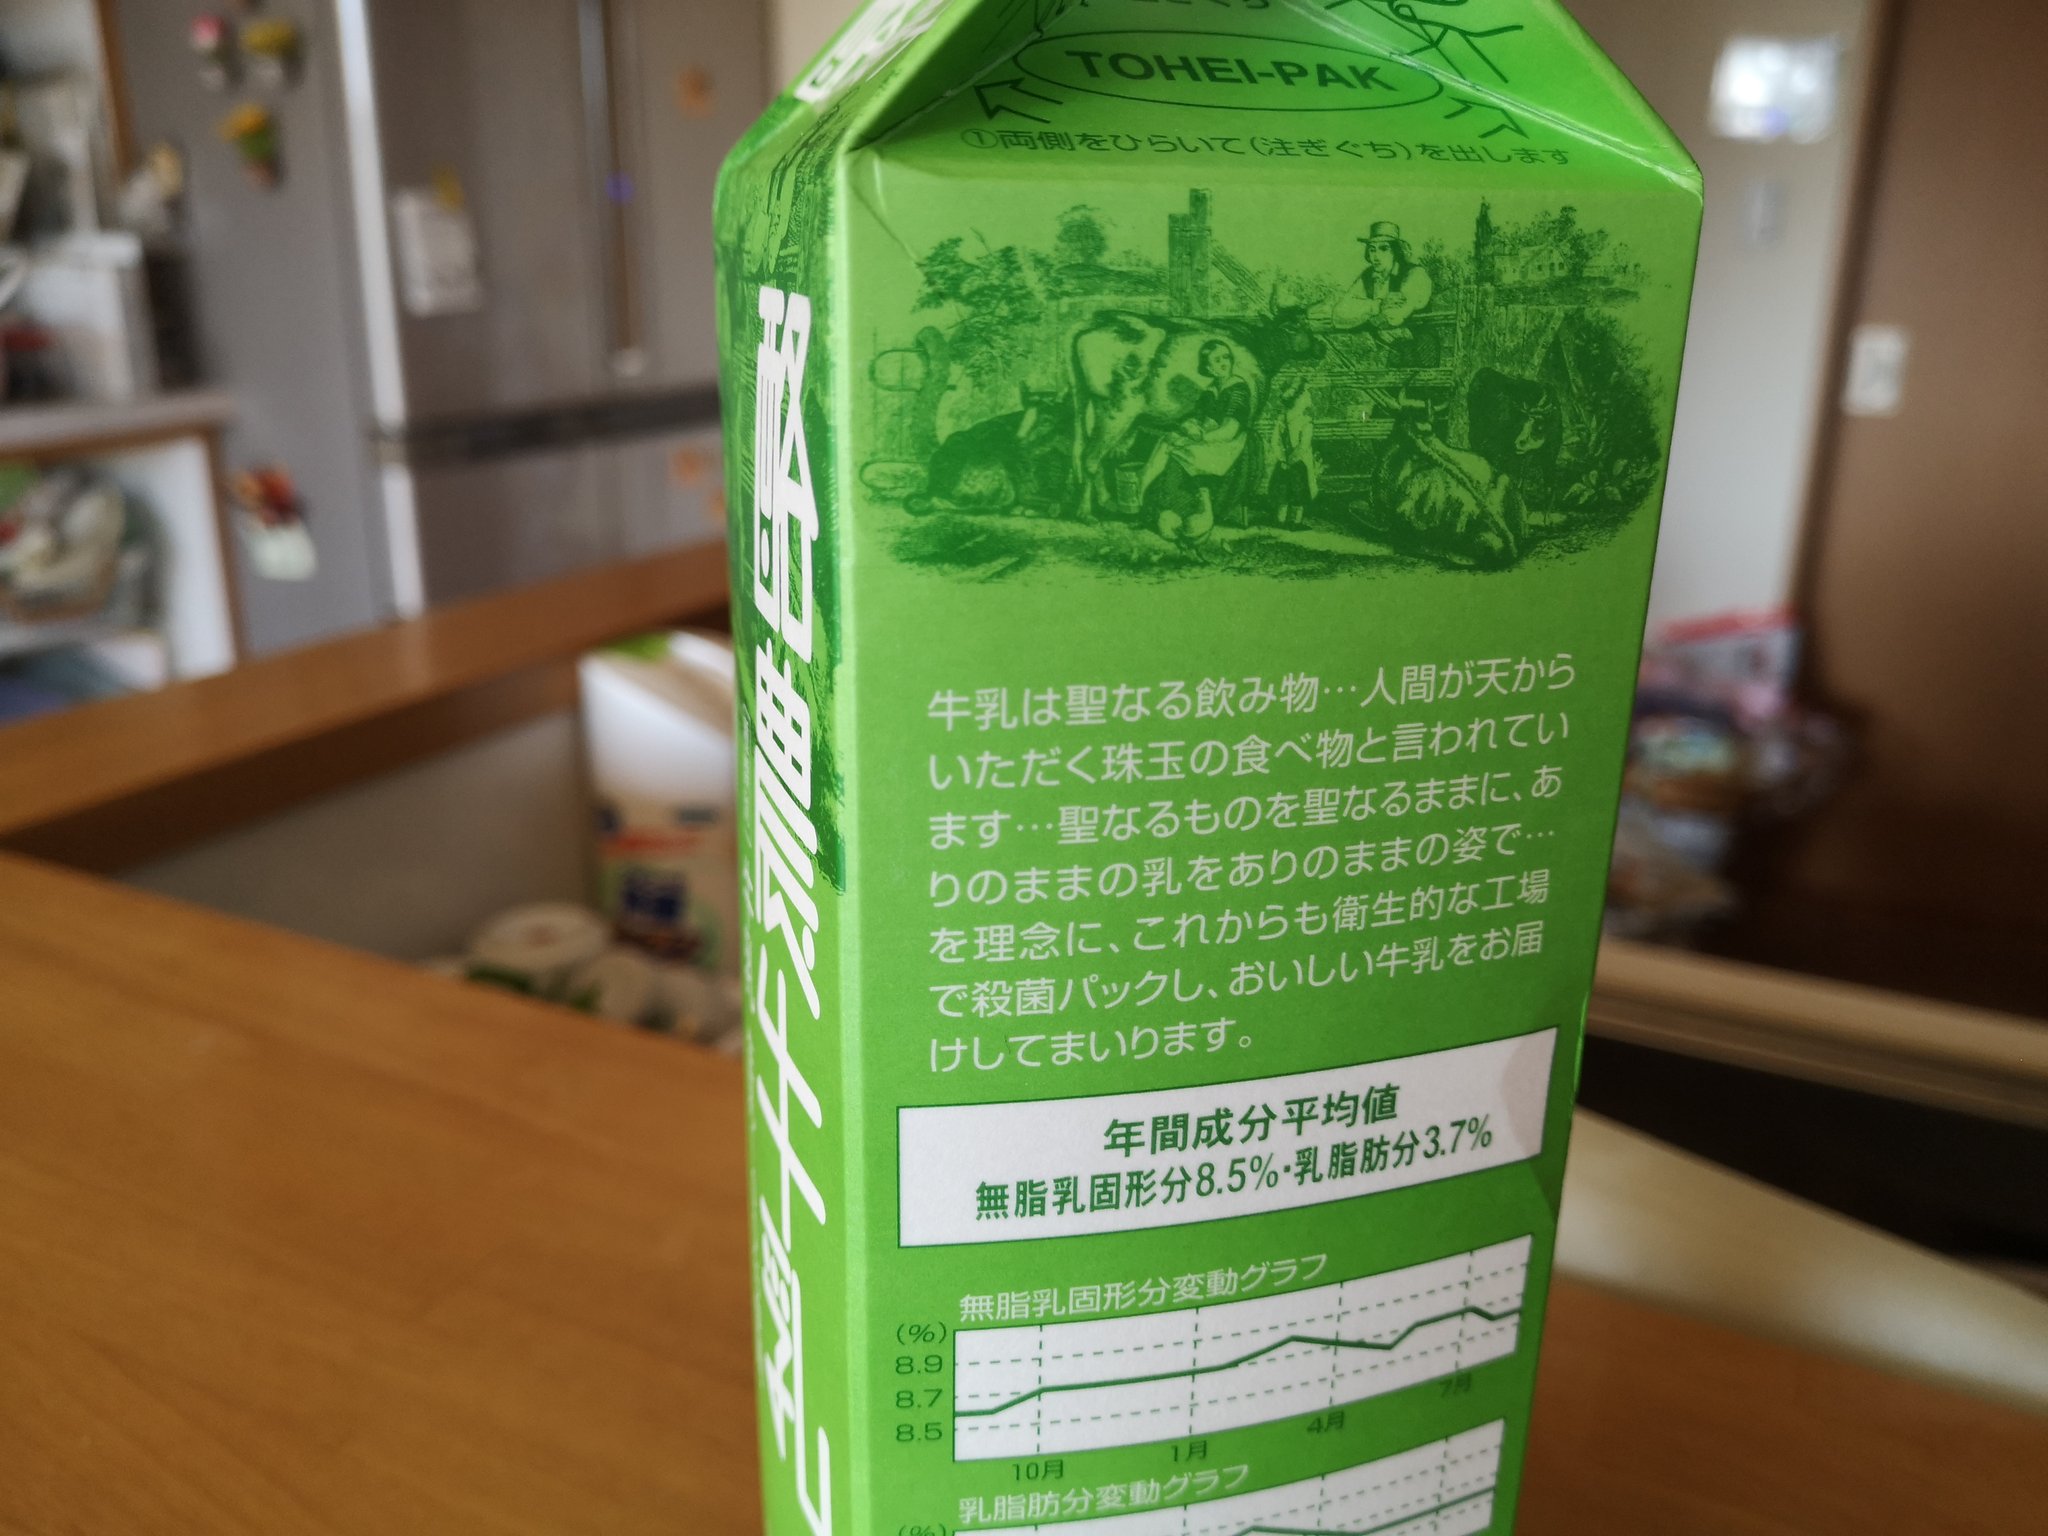 TOHEI-PAK
①両側をひらいて(注ぎぐち)を出します
酪農牛乳
牛乳は聖なる飲み物…人間が天から
いただく珠玉の食べ物と言われてい
ます…聖なるものを聖なるままに、あ
りのままの乳をありのままの姿で…
を理念に、これからも衛生的な工場
で殺菌パックし、おいしい牛乳をお届
けしてまいります。
年間成分平均値
無脂乳固形分8.5%・乳脂肪分3.7%
無脂乳固形分変動グラフ
(%)
8.9
8.7
8.5
10月 1月 4月 7月
乳脂肪分変動グラフ
(%)